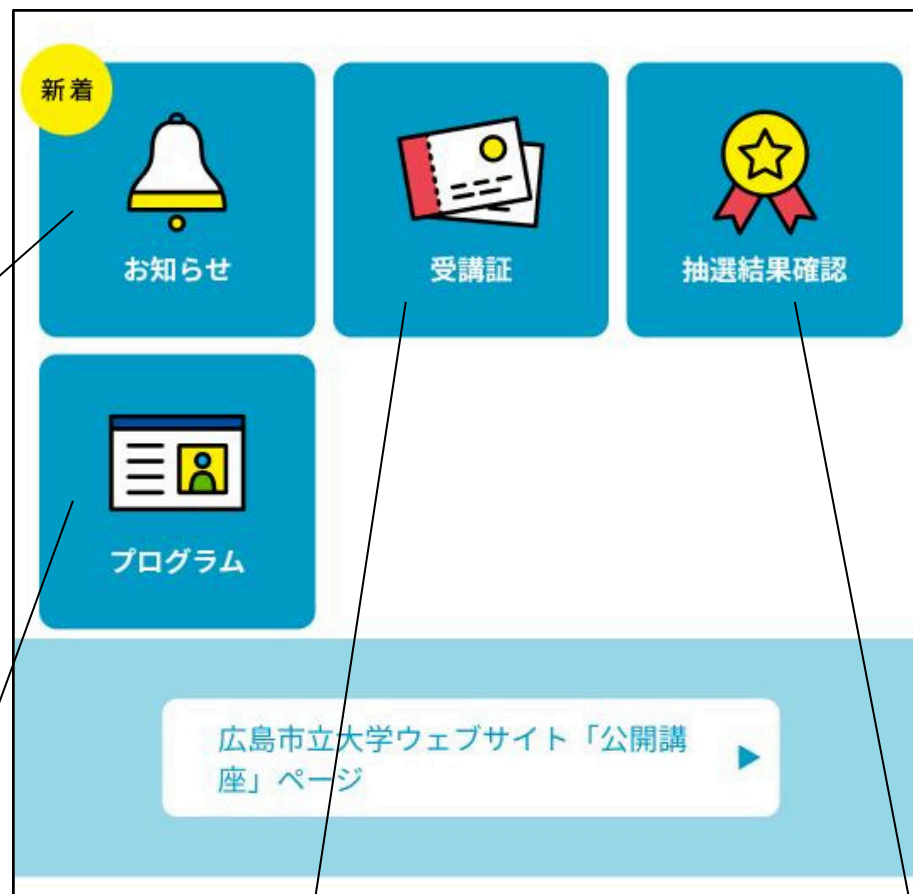 新着
お知らせ
受講証
抽選結果確認
プログラム
広島市立大学ウェブサイト「公開講
座」ページ